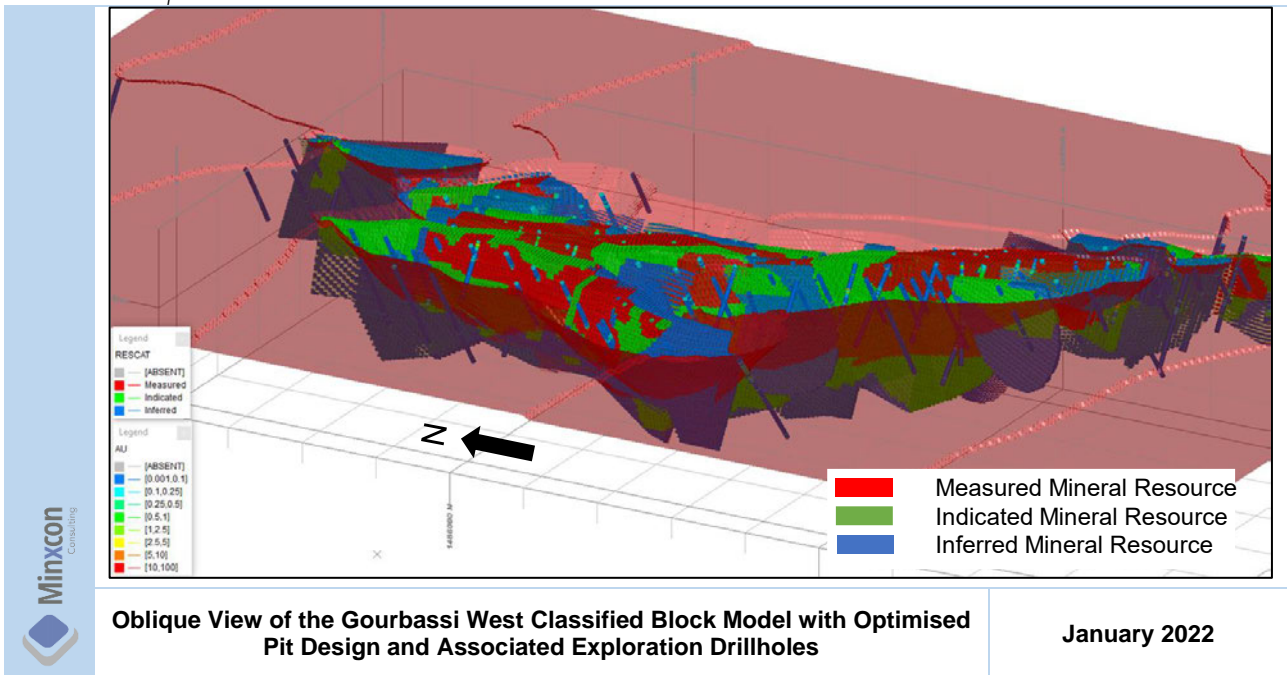 Legend
RESCAT
[ABSENT]
Measured
Indicated
Inferred
Legend
AU
[ABSENT]
[0.001,0.1]
[0.1,0.25]
[0.25,0.5]
[0.5,1]
[1,2.5]
[2.5,5]
[5,10]
[10,100]
N
Measured Mineral Resource
Indicated Mineral Resource
Inferred Mineral Resource
Minxcon
Consulting
Oblique View of the Gourbassi West Classified Block Model with Optimised
Pit Design and Associated Exploration Drillholes
January 2022